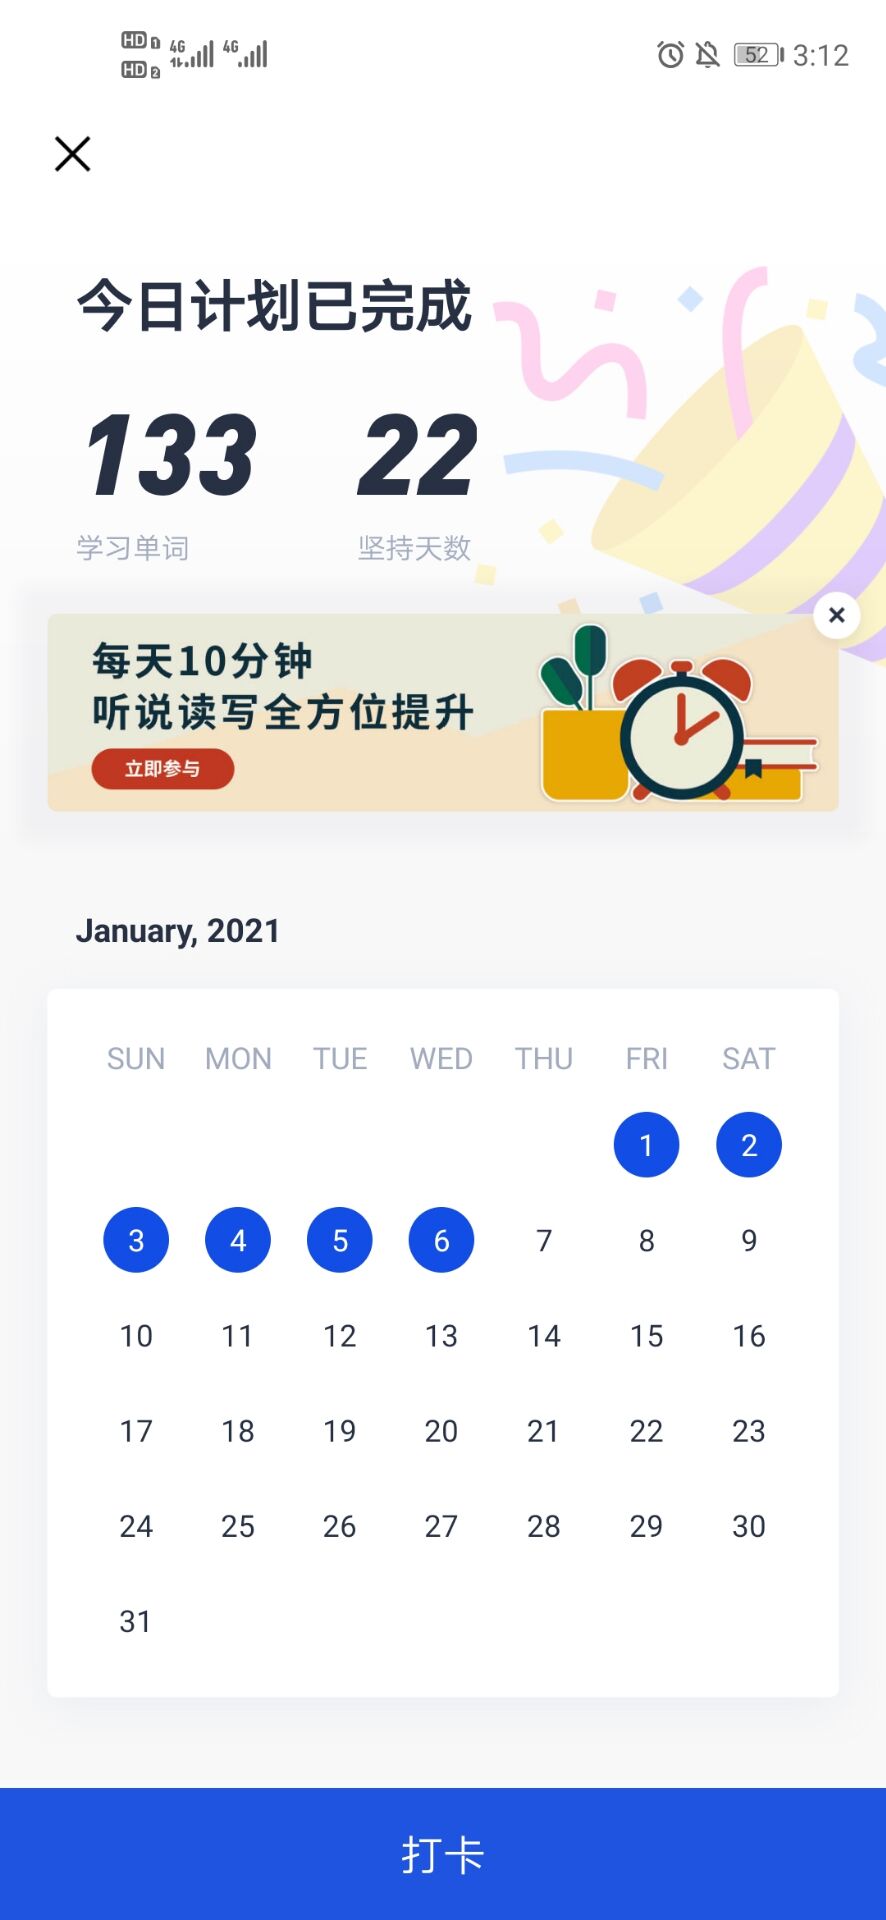 HD 1 4G 4G 52 3:12
HD 2
今日计划已完成
133 22
学习单词 坚持天数
每天10分钟
听说读写全方位提升
立即参与
January, 2021
SUN MON TUE WED THU FRI SAT
1 2
3 4 5 6 7 8 9
10 11 12 13 14 15 16
17 18 19 20 21 22 23
24 25 26 27 28 29 30
31
打卡